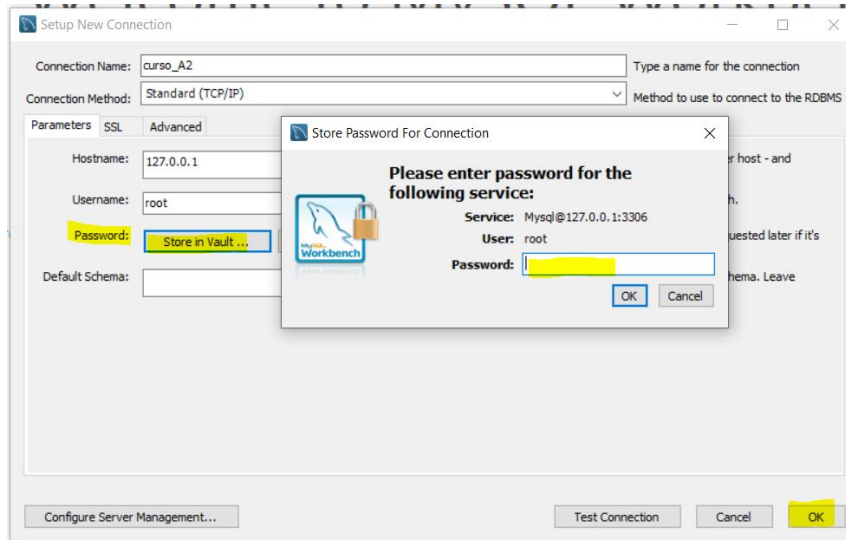 Setup New Connection
Connection Name: curso_A2 Type a name for the connection
Connection Method: Standard (TCP/IP) Method to use to connect to the RDBMS
Parameters SSL Advanced
Store Password For Connection
Hostname: 127.0.0.1 host - and
Please enter password for the
following service:
Username: root
Service: Mysql@127.0.0.1:3306
Password: Store in Vault ... later if it's
User: root
MySQL
Workbench
Password:
Default Schema: Leave
OK Cancel
Configure Server Management... Test Connection Cancel OK